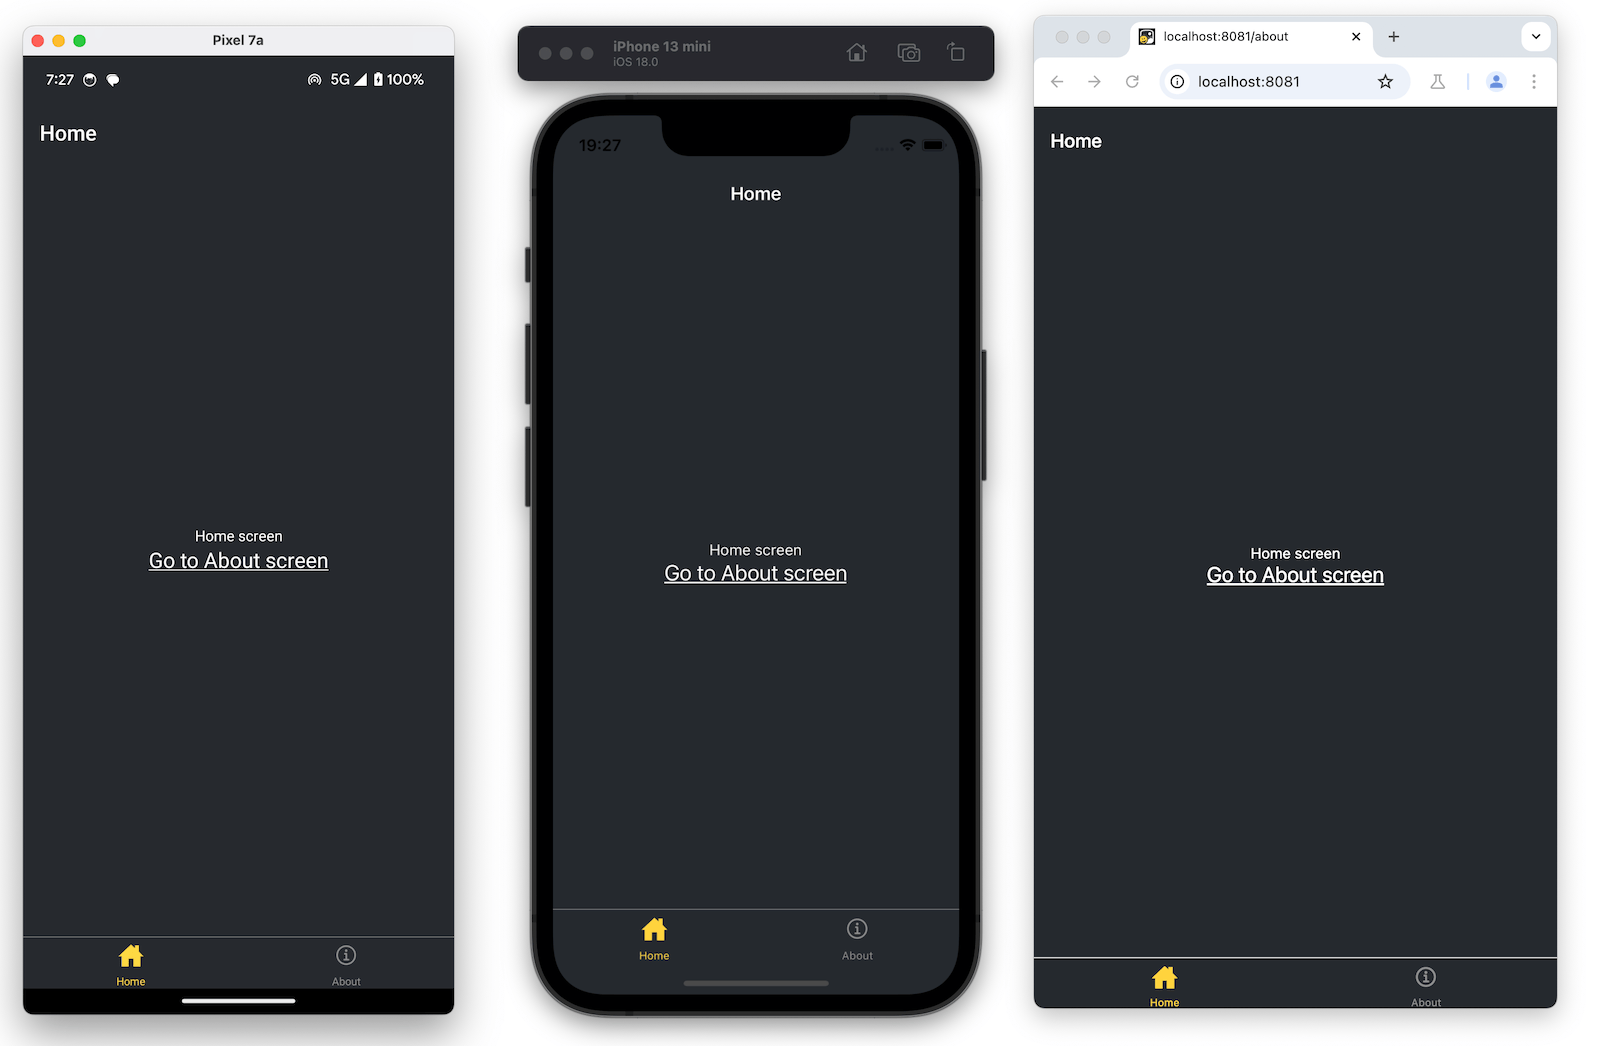 Pixel 7a
7:27
5G 100%
Home
Home screen
Go to About screen
Home
About
iPhone 13 mini
iOS 18.0
19:27
Home
Home screen
Go to About screen
Home
About
localhost:8081/about
localhost:8081
Home
Home screen
Go to About screen
Home
About